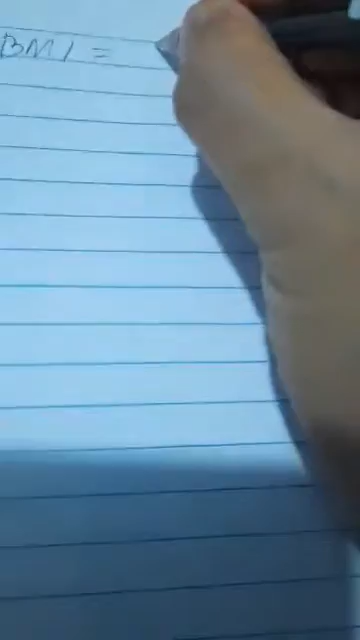 BMI =